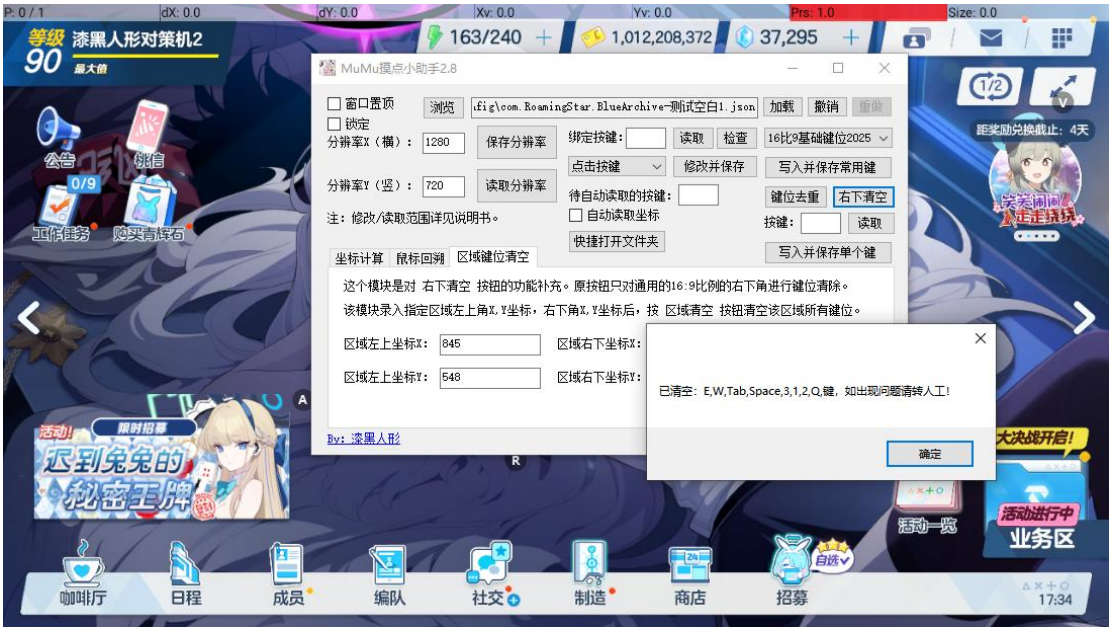 P: 0 / 1 dX: 0.0 dY: 0.0 Xv: 0.0 Yv: 0.0 Prs: 1.0 Size: 0.0
等级 漆黑人形对策机2
90 最大值
163/240 + 1,012,208,372 37,295 +
MuMu摸点小助手2.8
窗口置顶 浏览 .fig\com.RoamingStar.BlueArchive-测试空白1.json 加载 撤销 重做
锁定
分辨率X（横）: 1280 保存分辨率 绑定按键: 读取 检查 16比9基础键位2025
点击按键 修改并保存 写入并保存常用键
分辨率Y（竖）: 720 读取分辨率 待自动读取的按键: 键位去重 右下清空
注: 修改/读取范围详见说明书。 自动读取坐标 按键: 读取
快捷打开文件夹 写入并保存单个键
坐标计算 鼠标回溯 区域键位清空
这个模块是对 右下清空 按钮的功能补充。原按钮只对通用的16:9比例的右下角进行键位清除。
该模块录入指定区域左上角X,Y坐标，右下角X,Y坐标后，按 区域清空 按钮清空该区域所有键位。
区域左上坐标X: 845 区域右下坐标X:
区域左上坐标Y: 548 区域右下坐标Y:
By: 漆黑人形
已清空: E,W,Tab,Space,3,1,2,Q,键，如出现问题请转人工!
确定
1/2
V
距奖励兑换截止: 4天
笑笑闹闹
走走绕绕
公告 桃信
0/9
工作任务 购买青辉石
A
R
活动! 限时招募
迟到兔兔的
秘密王牌
大决战开启!
活动一览
活动进行中
业务区
自选
咖啡厅 日程 成员 编队 社交 制造 商店 招募
24
17:34